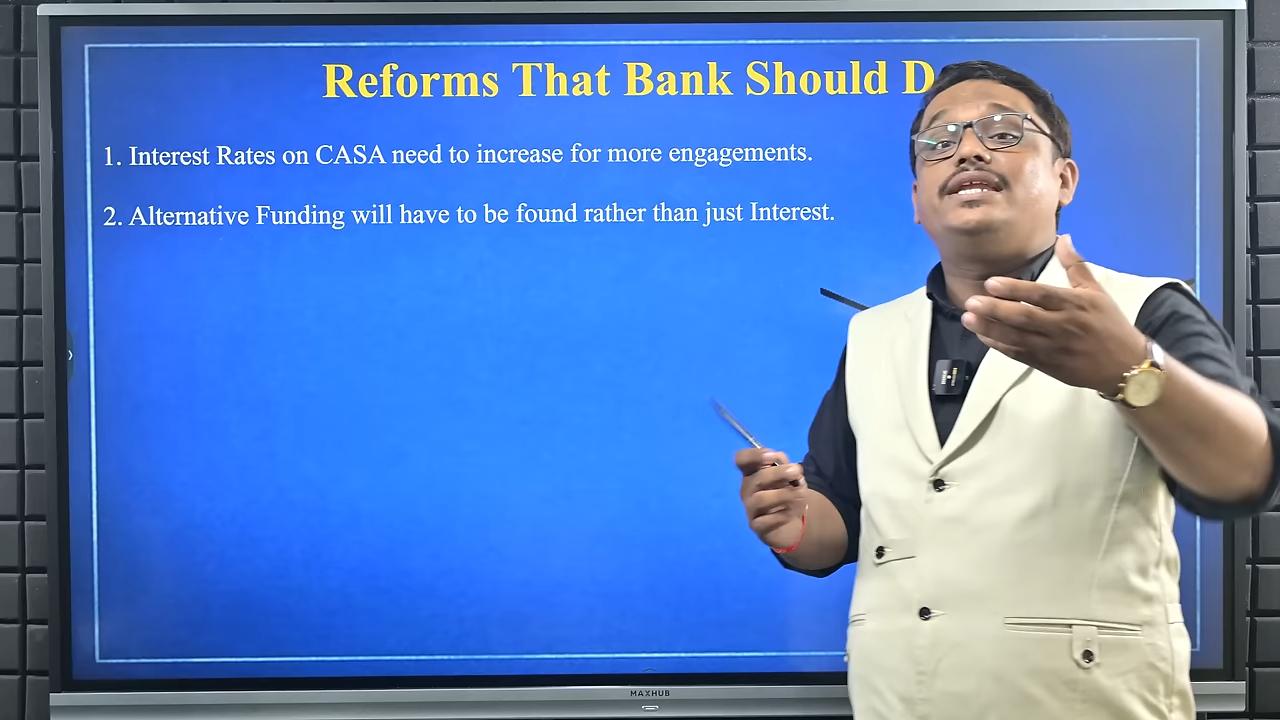 Reforms That Bank Should D
1. Interest Rates on CASA need to increase for more engagements.
2. Alternative Funding will have to be found rather than just Interest.
MAXHUB